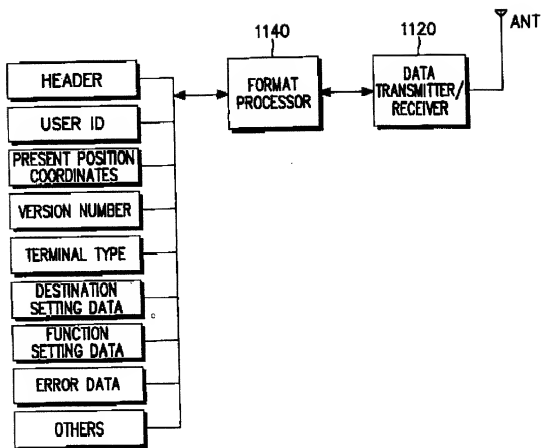 1140
1120
ANT
HEADER
USER ID
PRESENT POSITION
COORDINATES
VERSION NUMBER
TERMINAL TYPE
DESTINATION
SETTING DATA
FUNCTION
SETTING DATA
ERROR DATA
OTHERS
FORMAT
PROCESSOR
DATA
TRANSMITTER/
RECEIVER